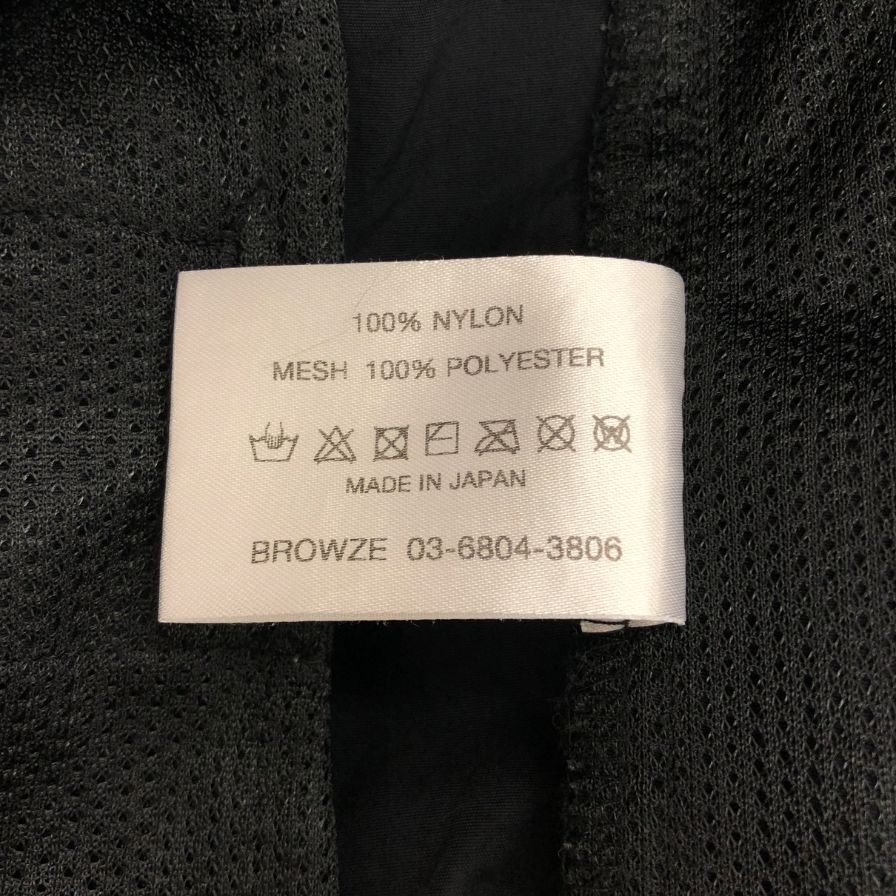 100% NYLON
MESH 100% POLYESTER
W
MADE IN JAPAN
BROWZE 03-6804-3806